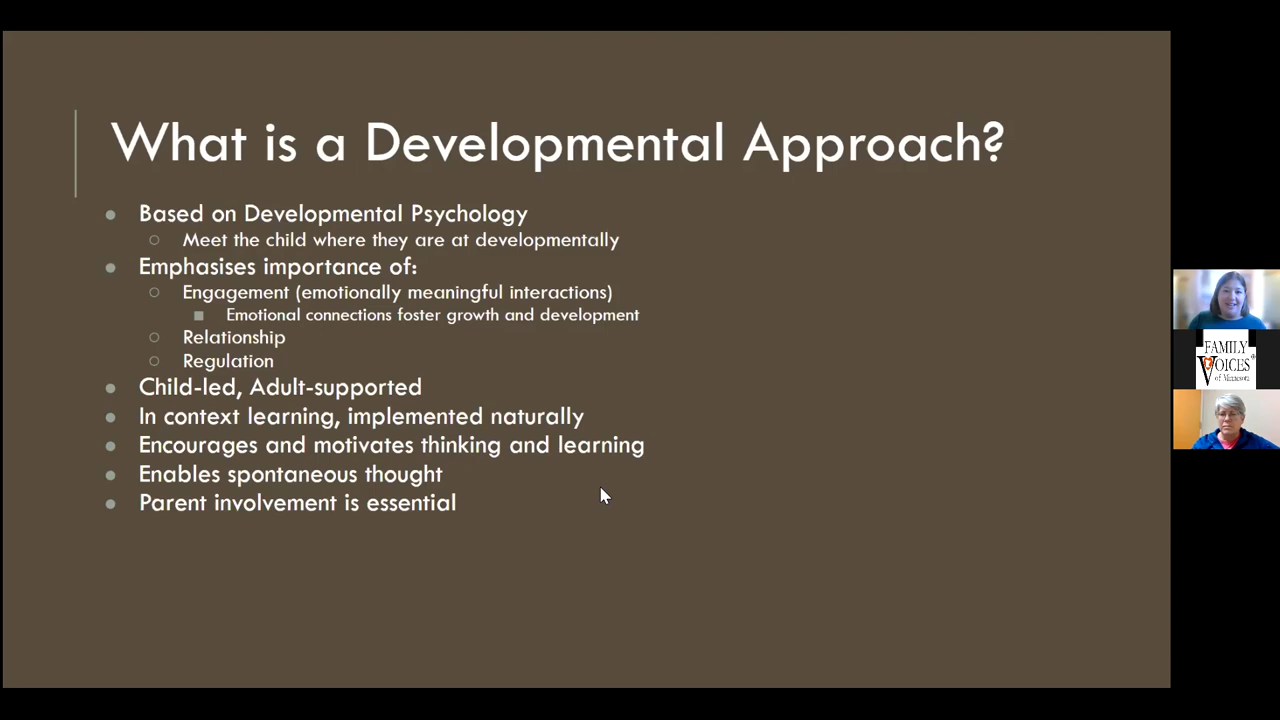 What is a Developmental Approach?
Based on Developmental Psychology
Meet the child where they are at developmentally
Emphasises importance of:
Engagement (emotionally meaningful interactions)
Emotional connections foster growth and development
Relationship
Regulation
Child-led, Adult-supported
In context learning, implemented naturally
Encourages and motivates thinking and learning
Enables spontaneous thought
Parent involvement is essential
FAMILY
VOICES
of Minnesota